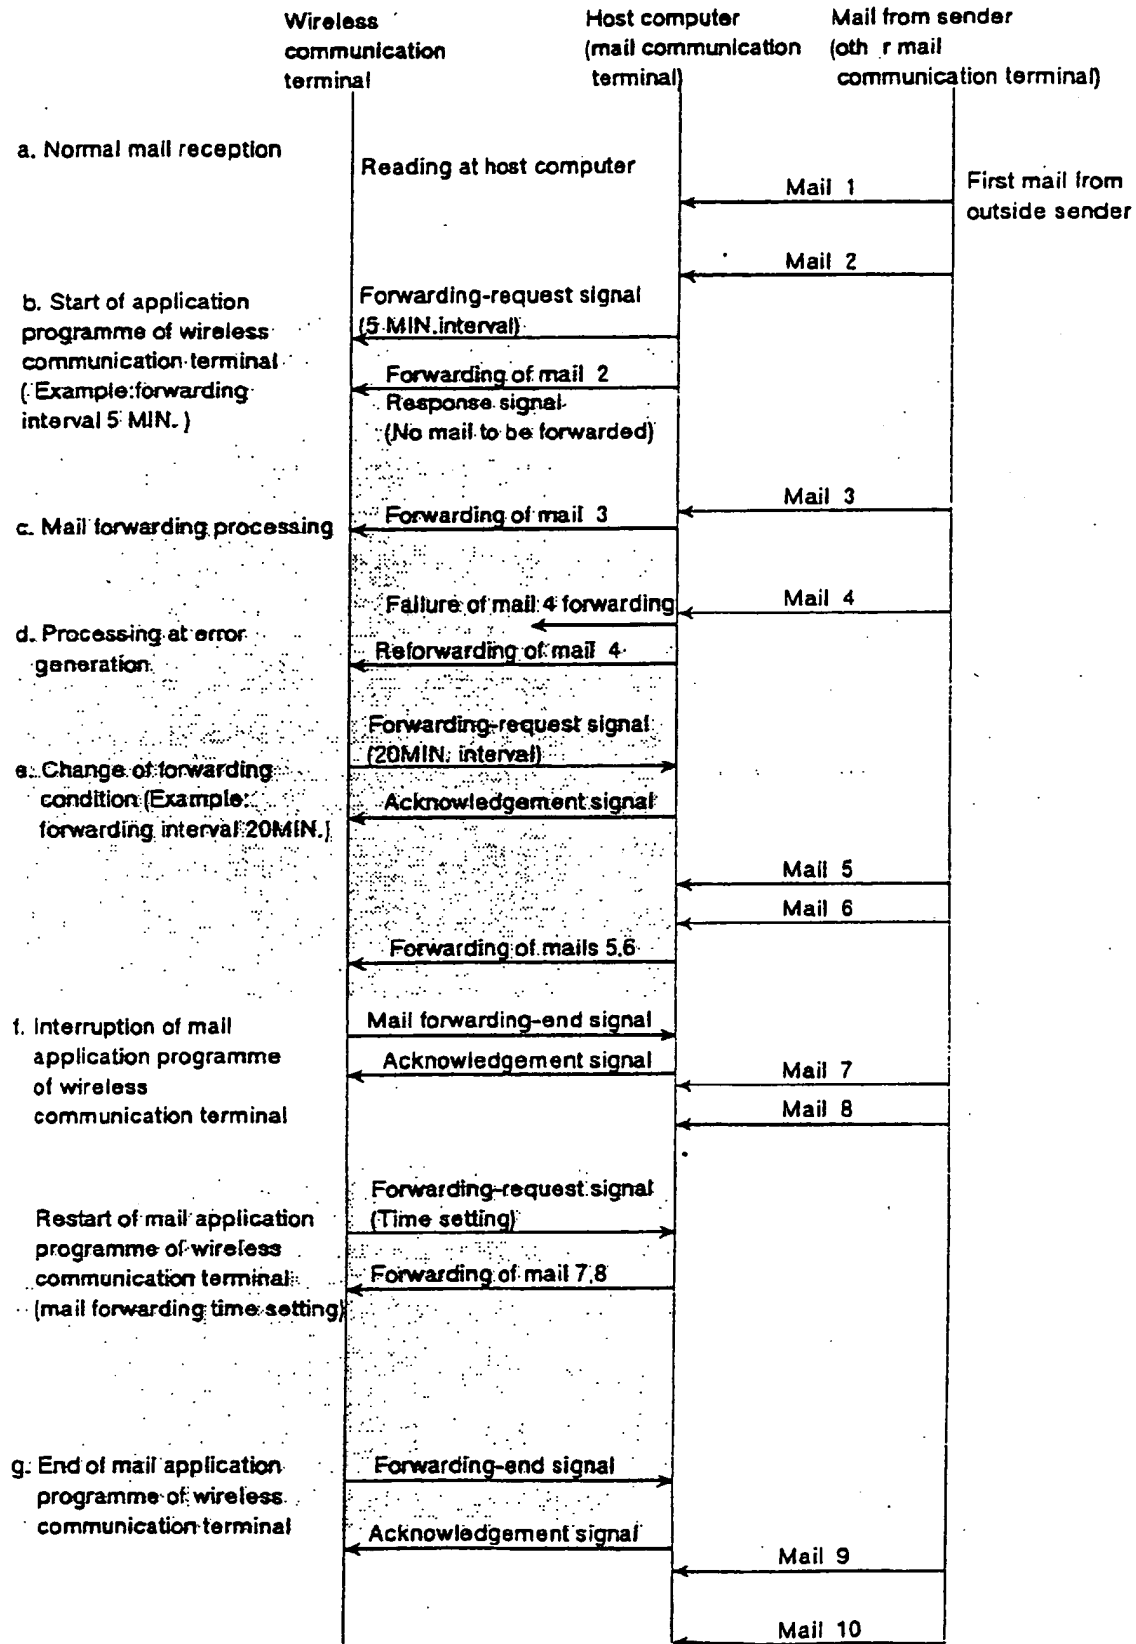 Wireless
communication
terminal
Host computer
(mail communication
terminal)
Mail from sender
(oth r mail
communication terminal)
a. Normal mail reception
Reading at host computer
Mail 1
First mail from
outside sender
Mail 2
b. Start of application
programme of wireless
communication terminal
(Example:forwarding
interval 5 MIN.)
Forwarding-request signal
(5 MIN.interval)
Forwarding of mail 2
Response signal
(No mail to be forwarded)
Mail 3
c. Mail forwarding processing
Forwarding of mail 3
Mail 4
Failure of mail 4 forwarding
d. Processing at error
generation
Reforwarding of mail 4
Forwarding-request signal
(20MIN. interval)
e. Change of forwarding
condition (Example:
forwarding interval 20MIN.)
Acknowledgement signal
Mail 5
Mail 6
Forwarding of mails 5,6
f. Interruption of mail
application programme
of wireless
communication terminal
Mail forwarding-end signal
Acknowledgement signal
Mail 7
Mail 8
Forwarding-request signal
(Time setting)
Restart of mail application
programme of wireless
communication terminal
(mail forwarding time setting)
Forwarding of mail 7,8
g. End of mail application
programme of wireless
communication terminal
Forwarding-end signal
Acknowledgement signal
Mail 9
Mail 10